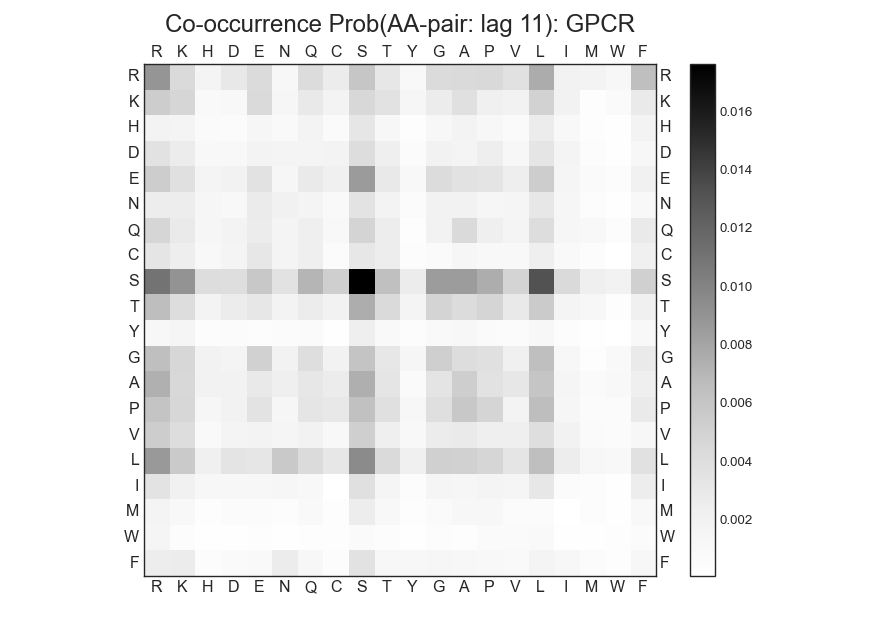 Co-occurrence Prob(AA-pair: lag 11): GPCR
R K H D E N Q C S T Y G A P V L I M W F
R R
K K
H H
D D
E E
N N
Q Q
C C
S S
T T
Y Y
G G
A A
P P
V V
L L
I I
M M
W W
F F
R K H D E N Q C S T Y G A P V L I M W F
0.016
0.014
0.012
0.010
0.008
0.006
0.004
0.002